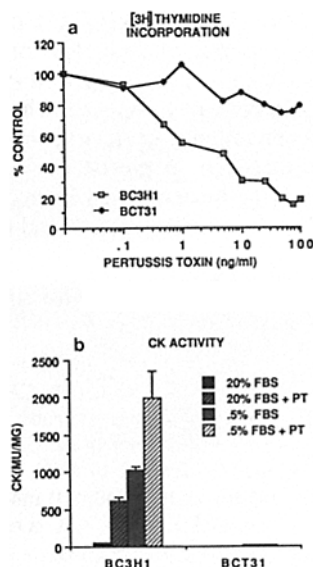 [3H]THYMIDINE
INCORPORATION
a
120
100
80
60
40
20
0
% CONTROL
BC3H1
BCT31
.1
1
10
100
PERTUSSIS TOXIN (ng/ml)
b
CK ACTIVITY
2500
2000
1500
1000
500
0
CK(MU/MG)
20% FBS
20% FBS + PT
.5% FBS
.5% FBS + PT
BC3H1
BCT31